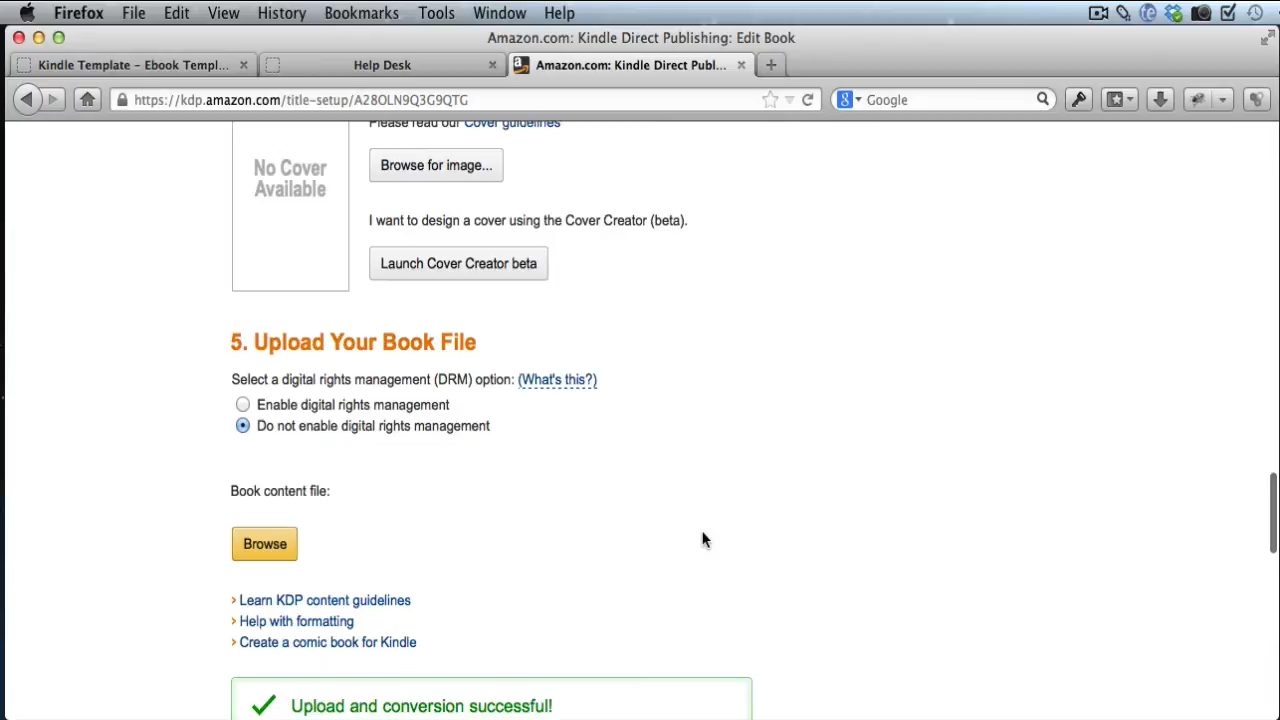 Firefox File Edit View History Bookmarks Tools Window Help
Amazon.com: Kindle Direct Publishing: Edit Book
Kindle Template – Ebook Templ... Help Desk Amazon.com: Kindle Direct Publ...
https://kdp.amazon.com/title-setup/A28OLN9Q3G9QTG Google
Please read our Cover guidelines
No Cover
Available
Browse for image...
I want to design a cover using the Cover Creator (beta).
Launch Cover Creator beta
5. Upload Your Book File
Select a digital rights management (DRM) option: (What's this?)
Enable digital rights management
Do not enable digital rights management
Book content file:
Browse
› Learn KDP content guidelines
› Help with formatting
› Create a comic book for Kindle
Upload and conversion successful!